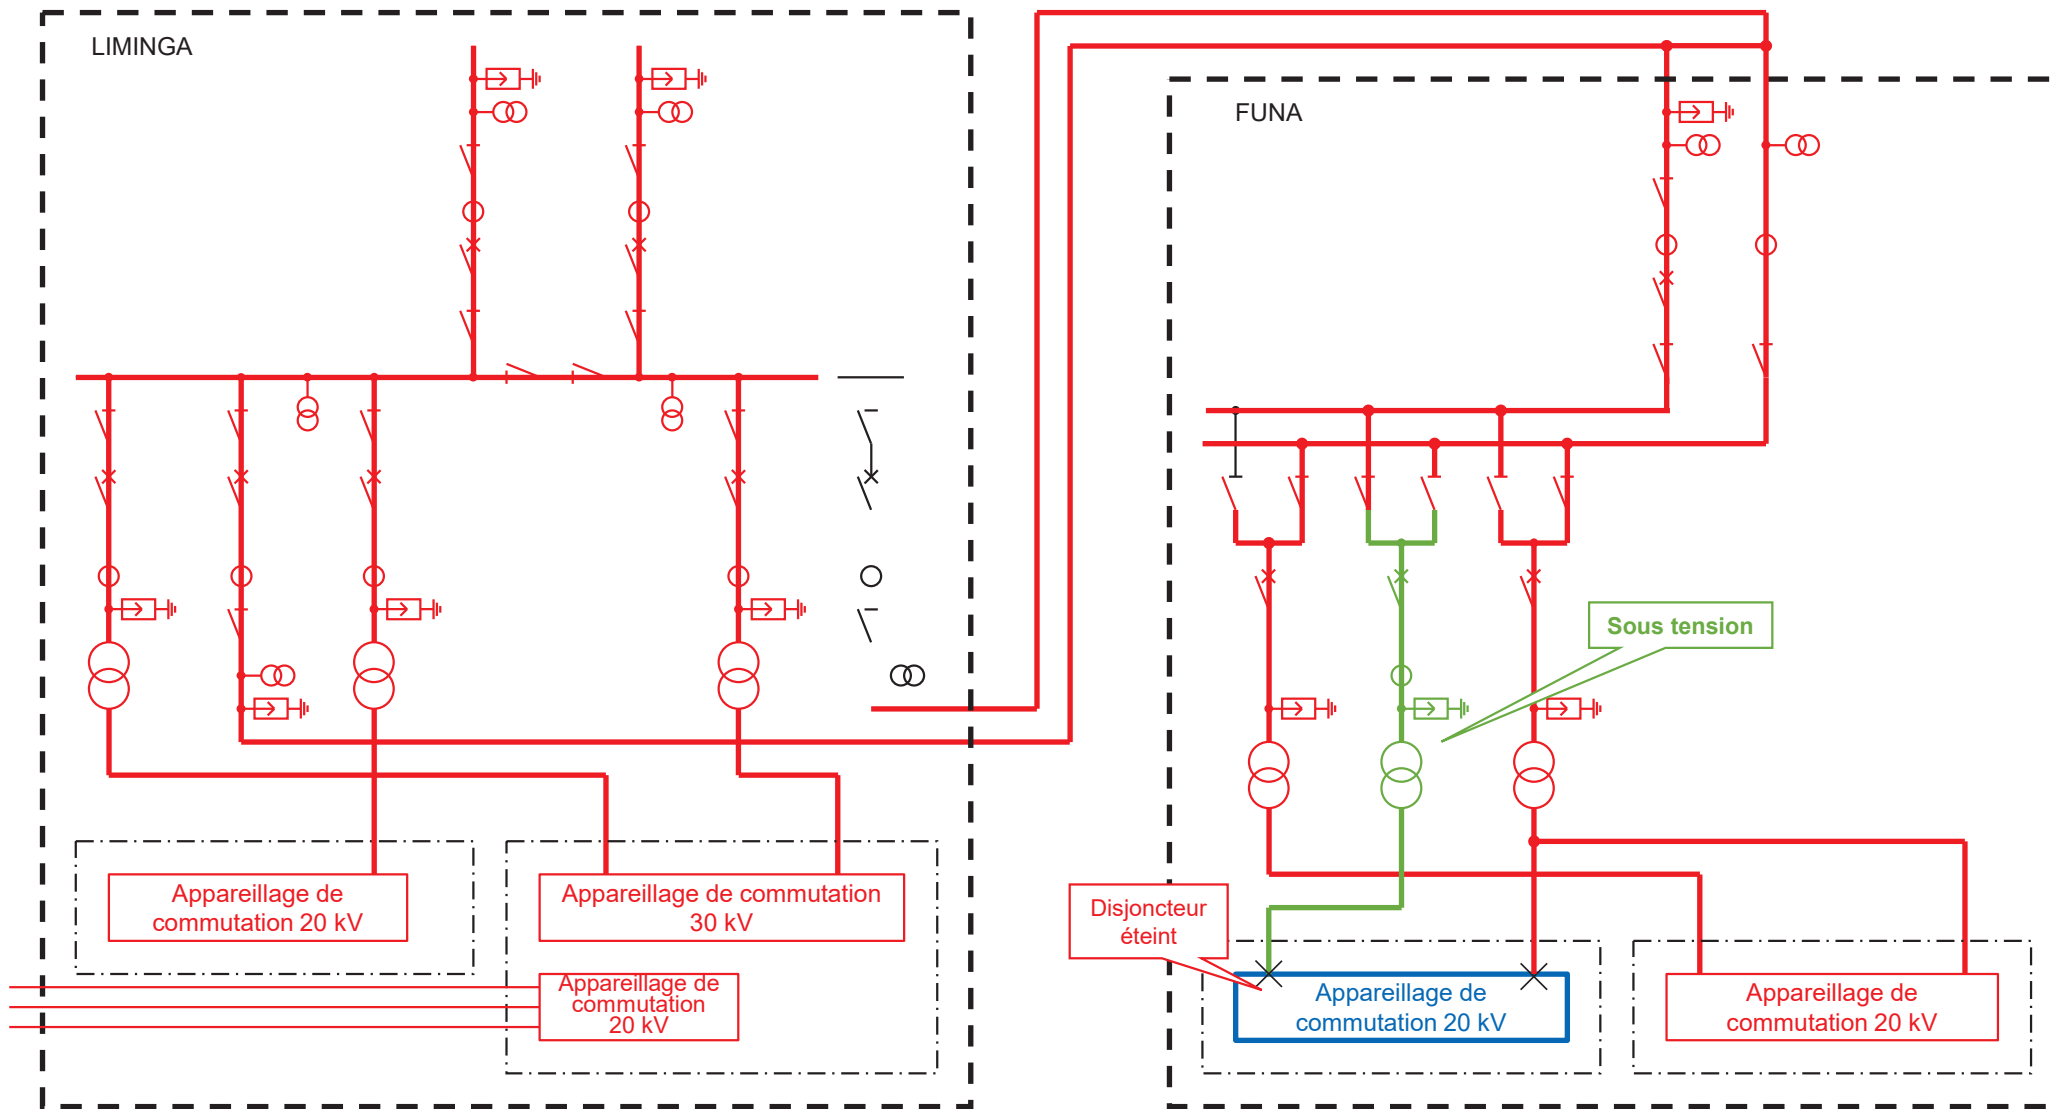 LIMINGA
FUNA
Sous tension
Appareillage de
commutation 20 kV
Appareillage de commutation
30 kV
Disjoncteur
éteint
Appareillage de
commutation
20 kV
Appareillage de
commutation 20 kV
Appareillage de
commutation 20 kV